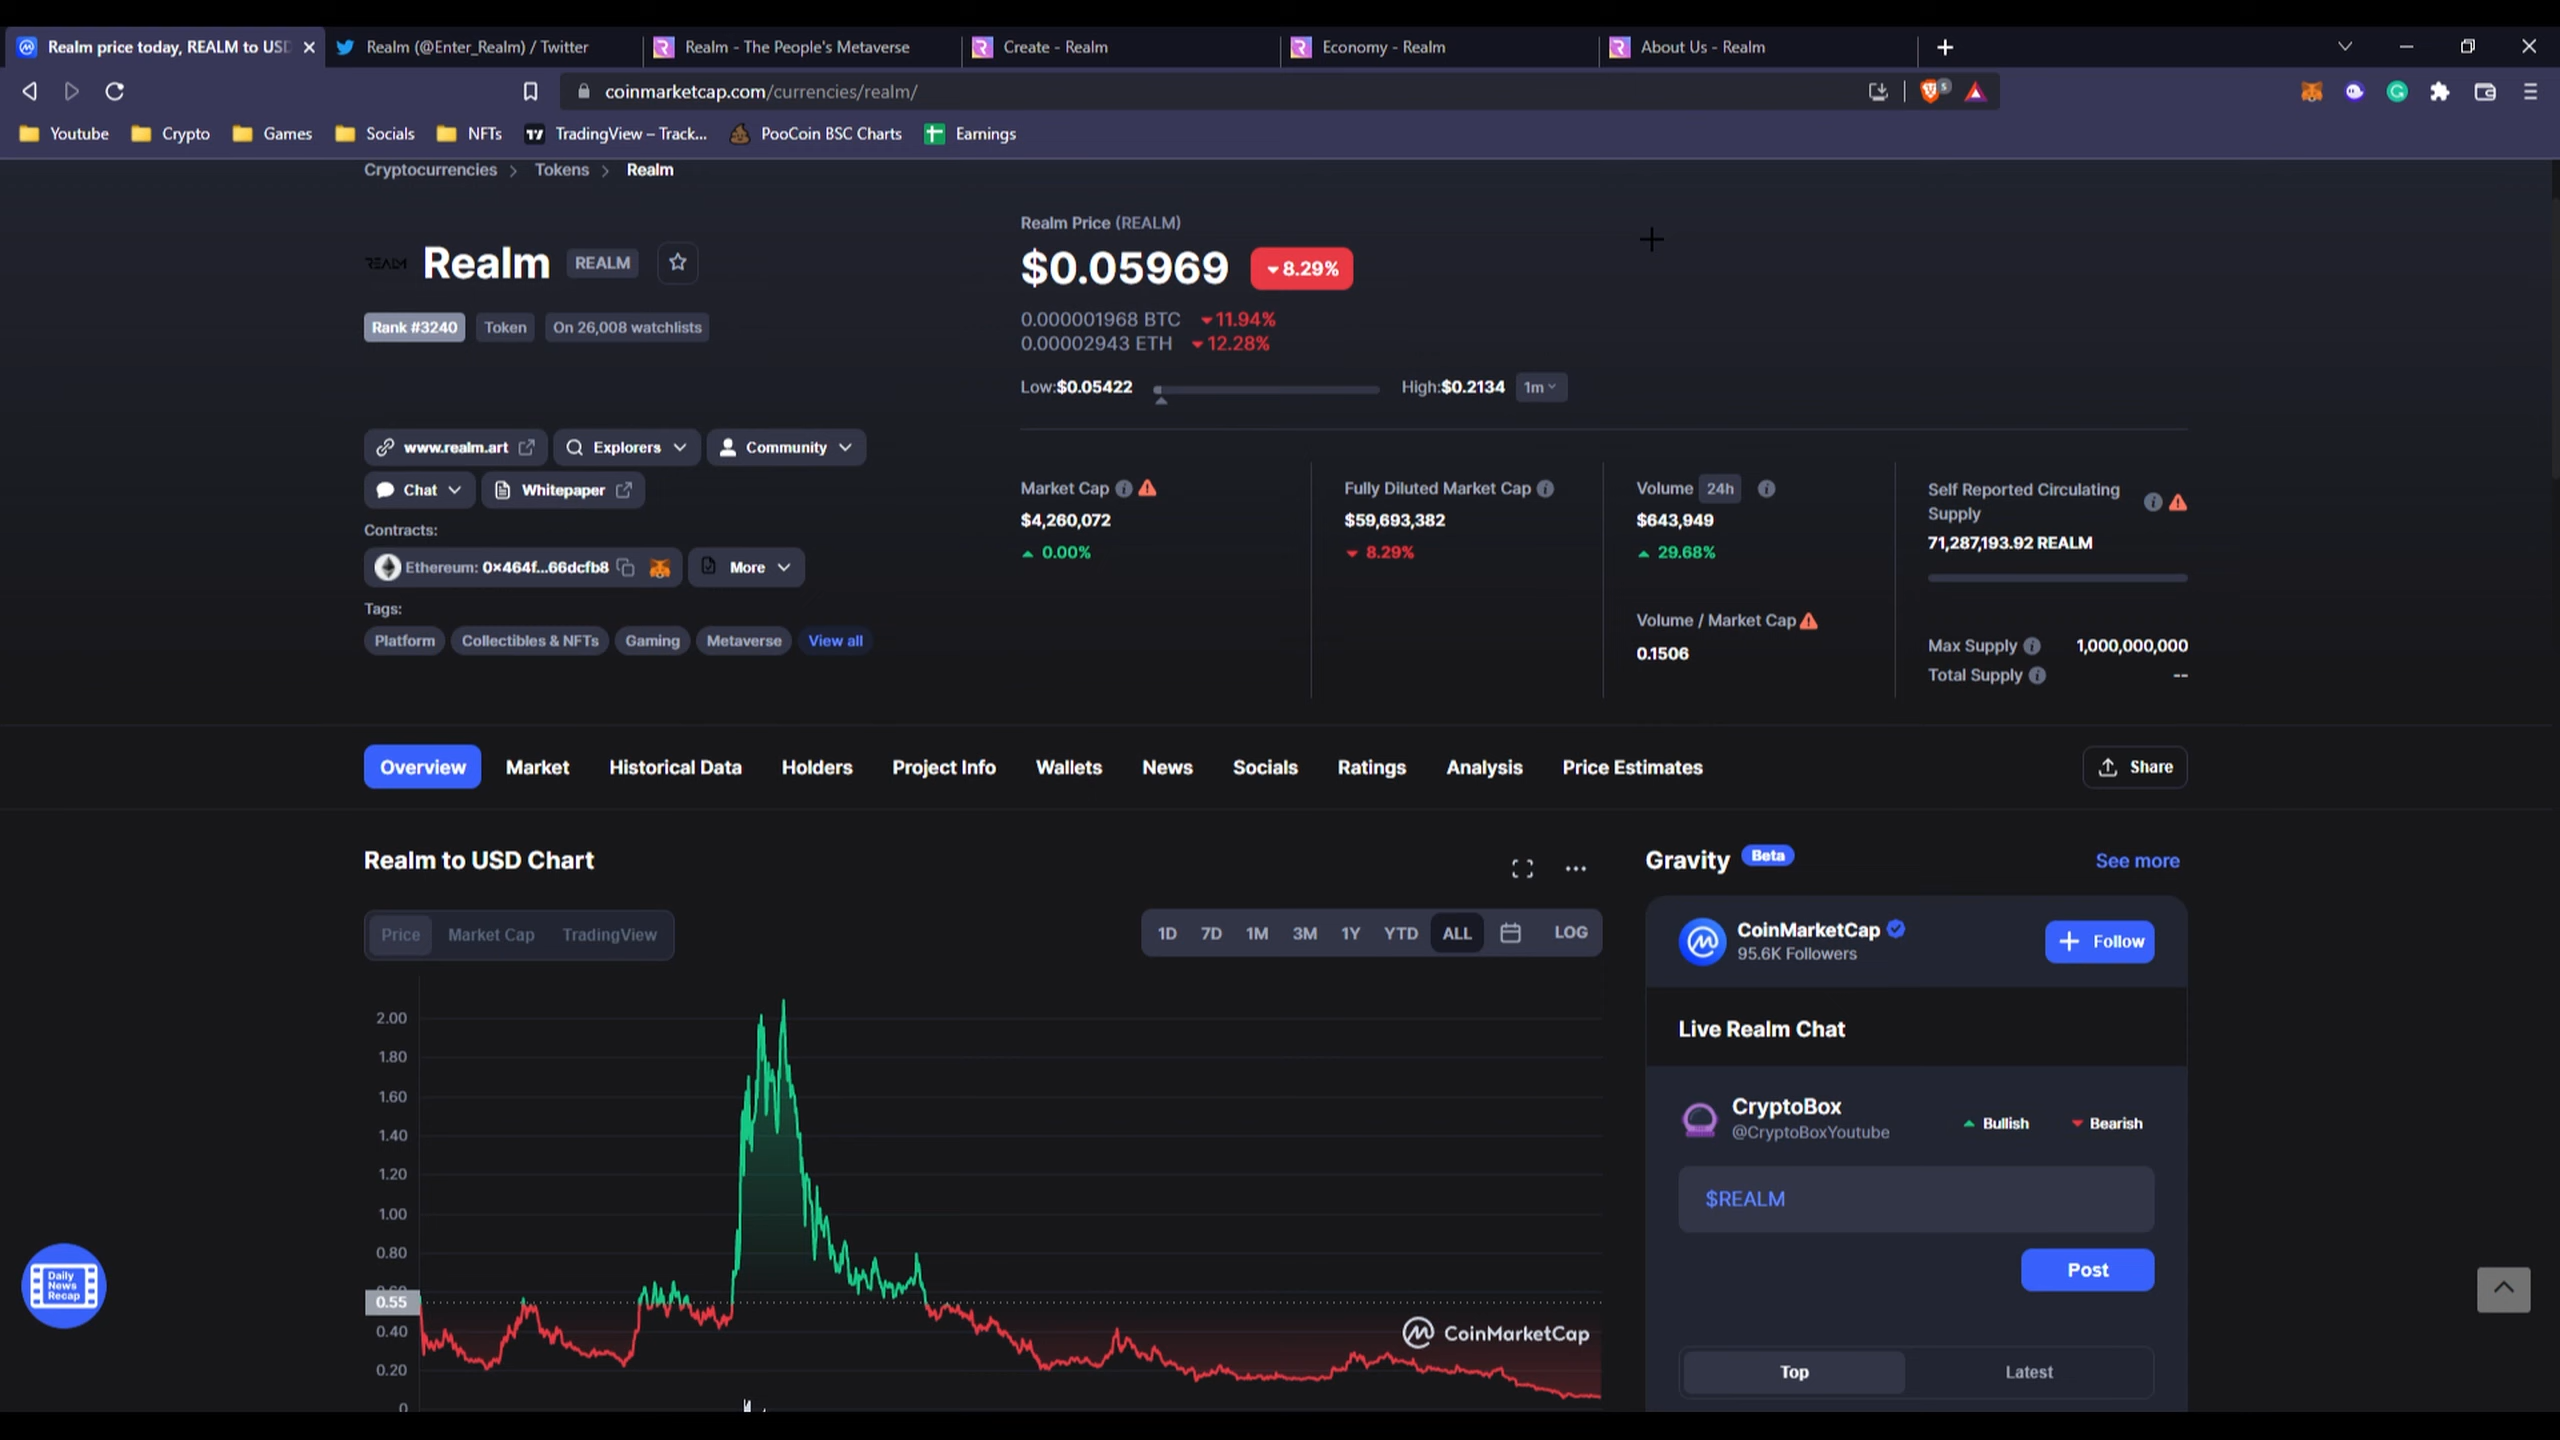 Realm price today, REALM to USD
Realm (@Enter_Realm) / Twitter
Realm - The People's Metaverse
Create - Realm
Economy - Realm
About Us - Realm
coinmarketcap.com/currencies/realm/
Youtube
Crypto
Games
Socials
NFTs
TradingView – Track...
PooCoin BSC Charts
Earnings
Cryptocurrencies > Tokens > Realm
REALM
Realm
REALM
Rank #3240
Token
On 26,008 watchlists
www.realm.art
Explorers
Community
Chat
Whitepaper
Contracts:
Ethereum: 0x464f...66dcfb8
More
Tags:
Platform
Collectibles & NFTs
Gaming
Metaverse
View all
Realm Price (REALM)
$0.05969
8.29%
0.000001968 BTC 11.94%
0.00002943 ETH 12.28%
Low:$0.05422
High:$0.2134
1m
Market Cap
$4,260,072
0.00%
Fully Diluted Market Cap
$59,693,382
8.29%
Volume 24h
$643,949
29.68%
Volume / Market Cap
0.1506
Self Reported Circulating
Supply
71,287,193.92 REALM
Max Supply 1,000,000,000
Total Supply --
Overview
Market
Historical Data
Holders
Project Info
Wallets
News
Socials
Ratings
Analysis
Price Estimates
Share
Realm to USD Chart
Price
Market Cap
TradingView
1D
7D
1M
3M
1Y
YTD
ALL
LOG
2.00
1.80
1.60
1.40
1.20
1.00
0.80
0.55
0.40
0.20
0
CoinMarketCap
Gravity Beta
See more
CoinMarketCap
95.6K Followers
+ Follow
Live Realm Chat
CryptoBox
@CryptoBoxYoutube
Bullish
Bearish
$REALM
Post
Top
Latest
Daily
News
Recap